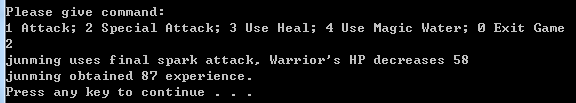 Please give command:
1 Attack; 2 Special Attack; 3 Use Heal; 4 Use Magic Water; 0 Exit Game
2
junming uses final spark attack, Warrior's HP decreases 58
junming obtained 87 experience.
Press any key to continue . . .